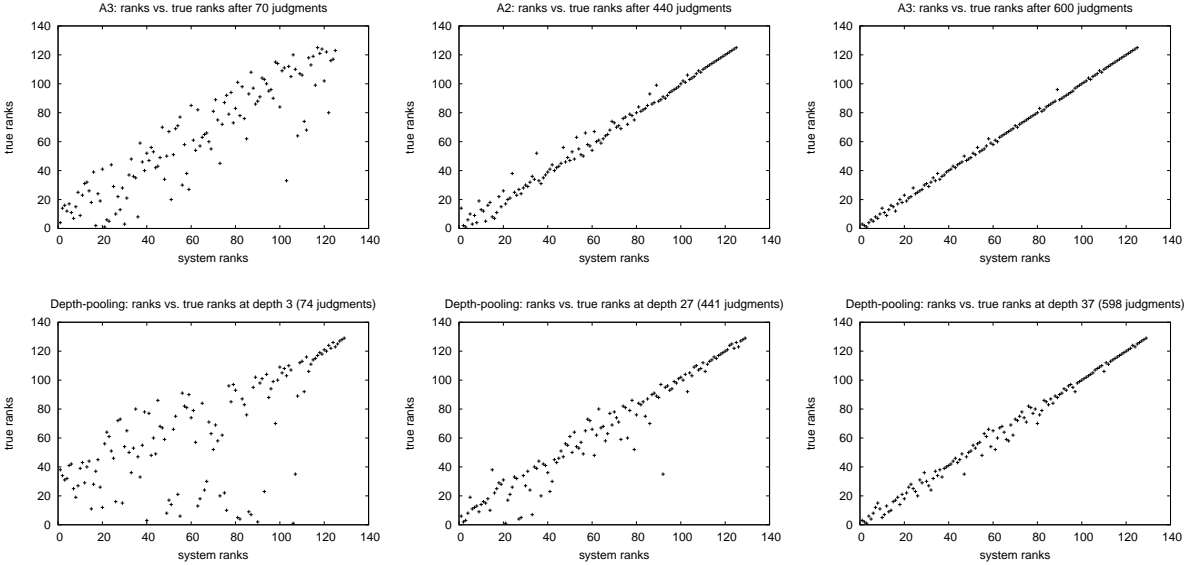 A3: ranks vs. true ranks after 70 judgments
140
120
100
80
60
40
20
0
true ranks
0 20 40 60 80 100 120 140
system ranks
A2: ranks vs. true ranks after 440 judgments
140
120
100
80
60
40
20
0
true ranks
0 20 40 60 80 100 120 140
system ranks
A3: ranks vs. true ranks after 600 judgments
140
120
100
80
60
40
20
0
true ranks
0 20 40 60 80 100 120 140
system ranks
Depth-pooling: ranks vs. true ranks at depth 3 (74 judgments)
140
120
100
80
60
40
20
0
true ranks
0 20 40 60 80 100 120 140
system ranks
Depth-pooling: ranks vs. true ranks at depth 27 (441 judgments)
140
120
100
80
60
40
20
0
true ranks
0 20 40 60 80 100 120 140
system ranks
Depth-pooling: ranks vs. true ranks at depth 37 (598 judgments)
140
120
100
80
60
40
20
0
true ranks
0 20 40 60 80 100 120 140
system ranks